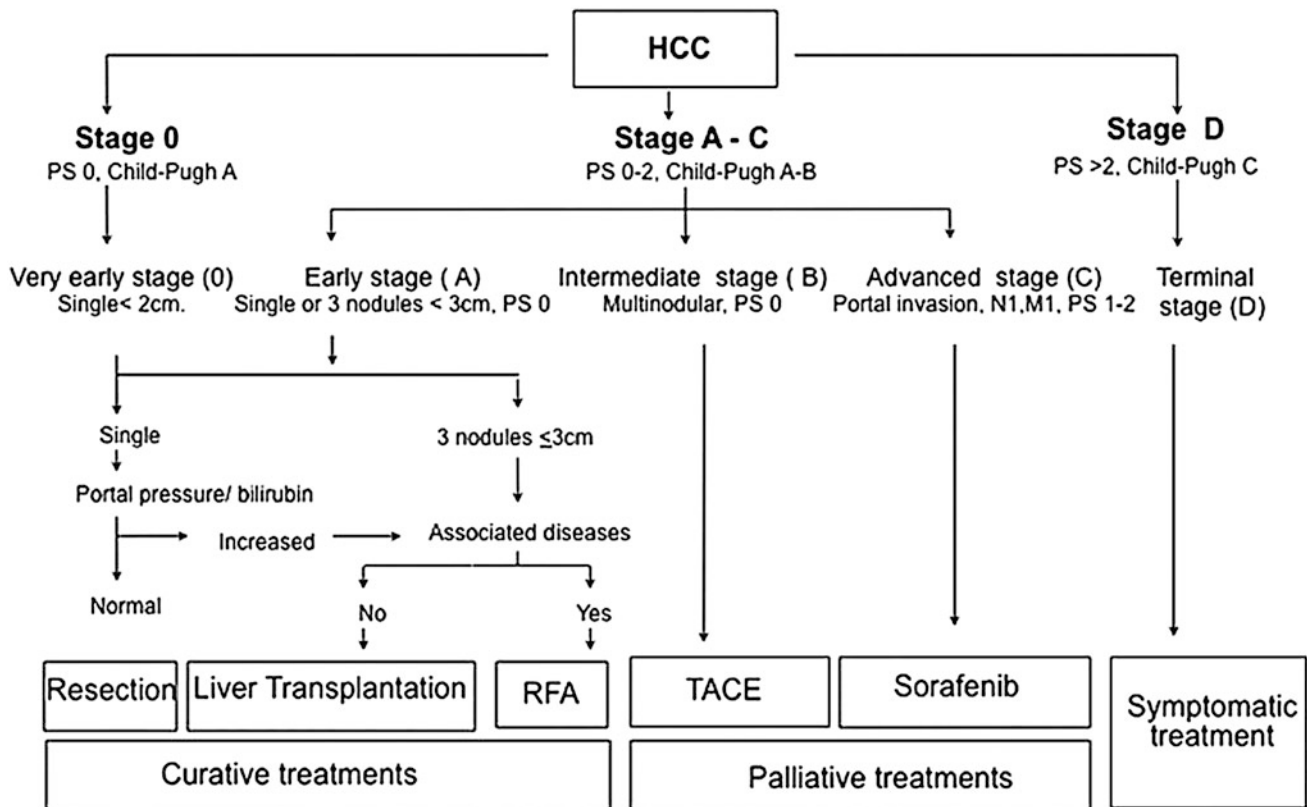 HCC
Stage 0
PS 0, Child-Pugh A
Stage A - C
PS 0-2, Child-Pugh A-B
Stage D
PS >2, Child-Pugh C
Very early stage (0)
Single< 2cm.
Early stage ( A)
Single or 3 nodules < 3cm, PS 0
Intermediate stage ( B)
Multinodular, PS 0
Advanced stage (C)
Portal invasion, N1,M1, PS 1-2
Terminal
stage (D)
Single
3 nodules ≤3cm
Portal pressure/ bilirubin
Increased
Associated diseases
Normal
No
Yes
Resection
Liver Transplantation
RFA
TACE
Sorafenib
Symptomatic
treatment
Curative treatments
Palliative treatments